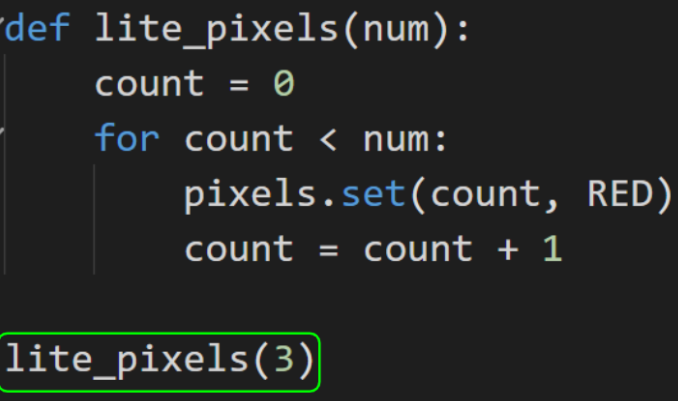 def lite_pixels(num):
    count = 0
    for count < num:
        pixels.set(count, RED)
        count = count + 1
lite_pixels(3)